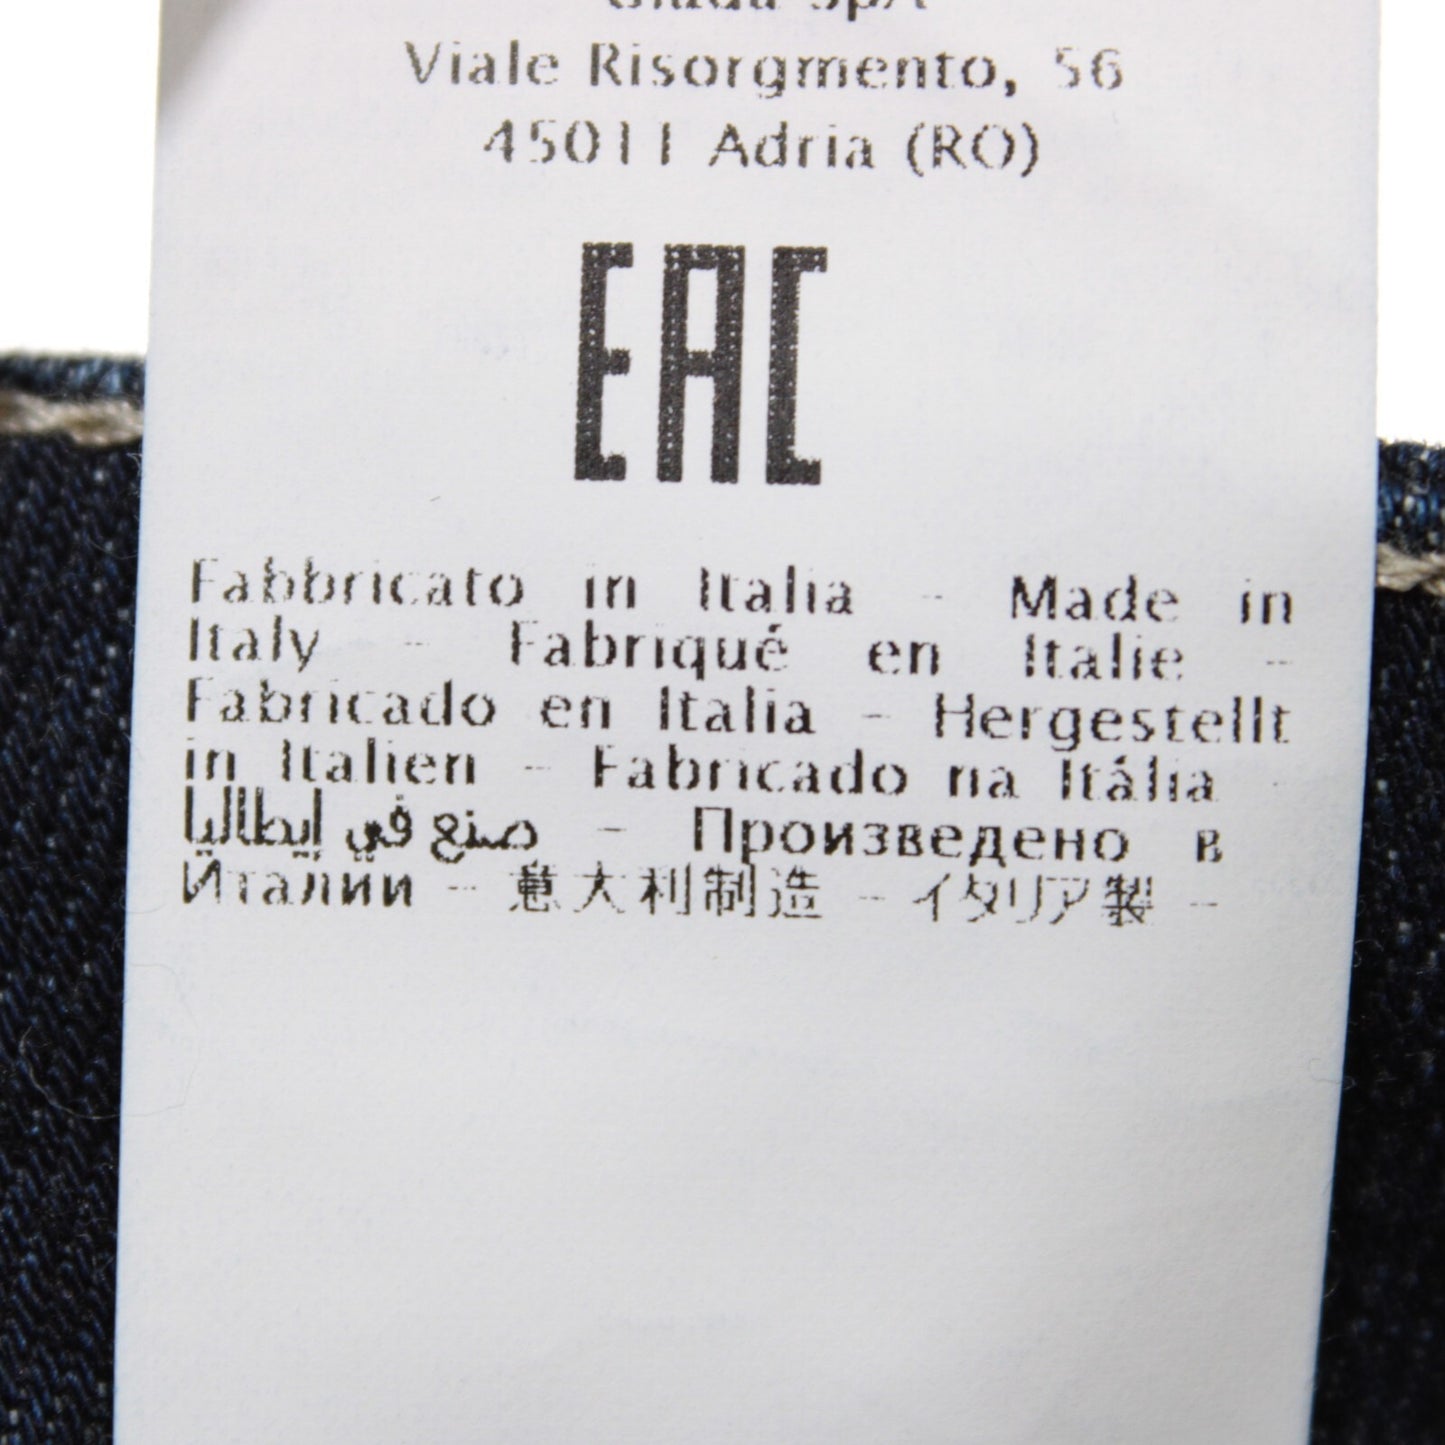 Giada SpA
Viale Risorgmento, 56
45011 Adria (RO)
EAC
Fabbricato in Italia - Made in
Italy - Fabriqué en Italie -
Fabricado en Italia - Hergestellt
in Italien - Fabricado na Itália -
صنع في إيطاليا - Произведено в
Италии - 意大利制造 - イタリア製 -